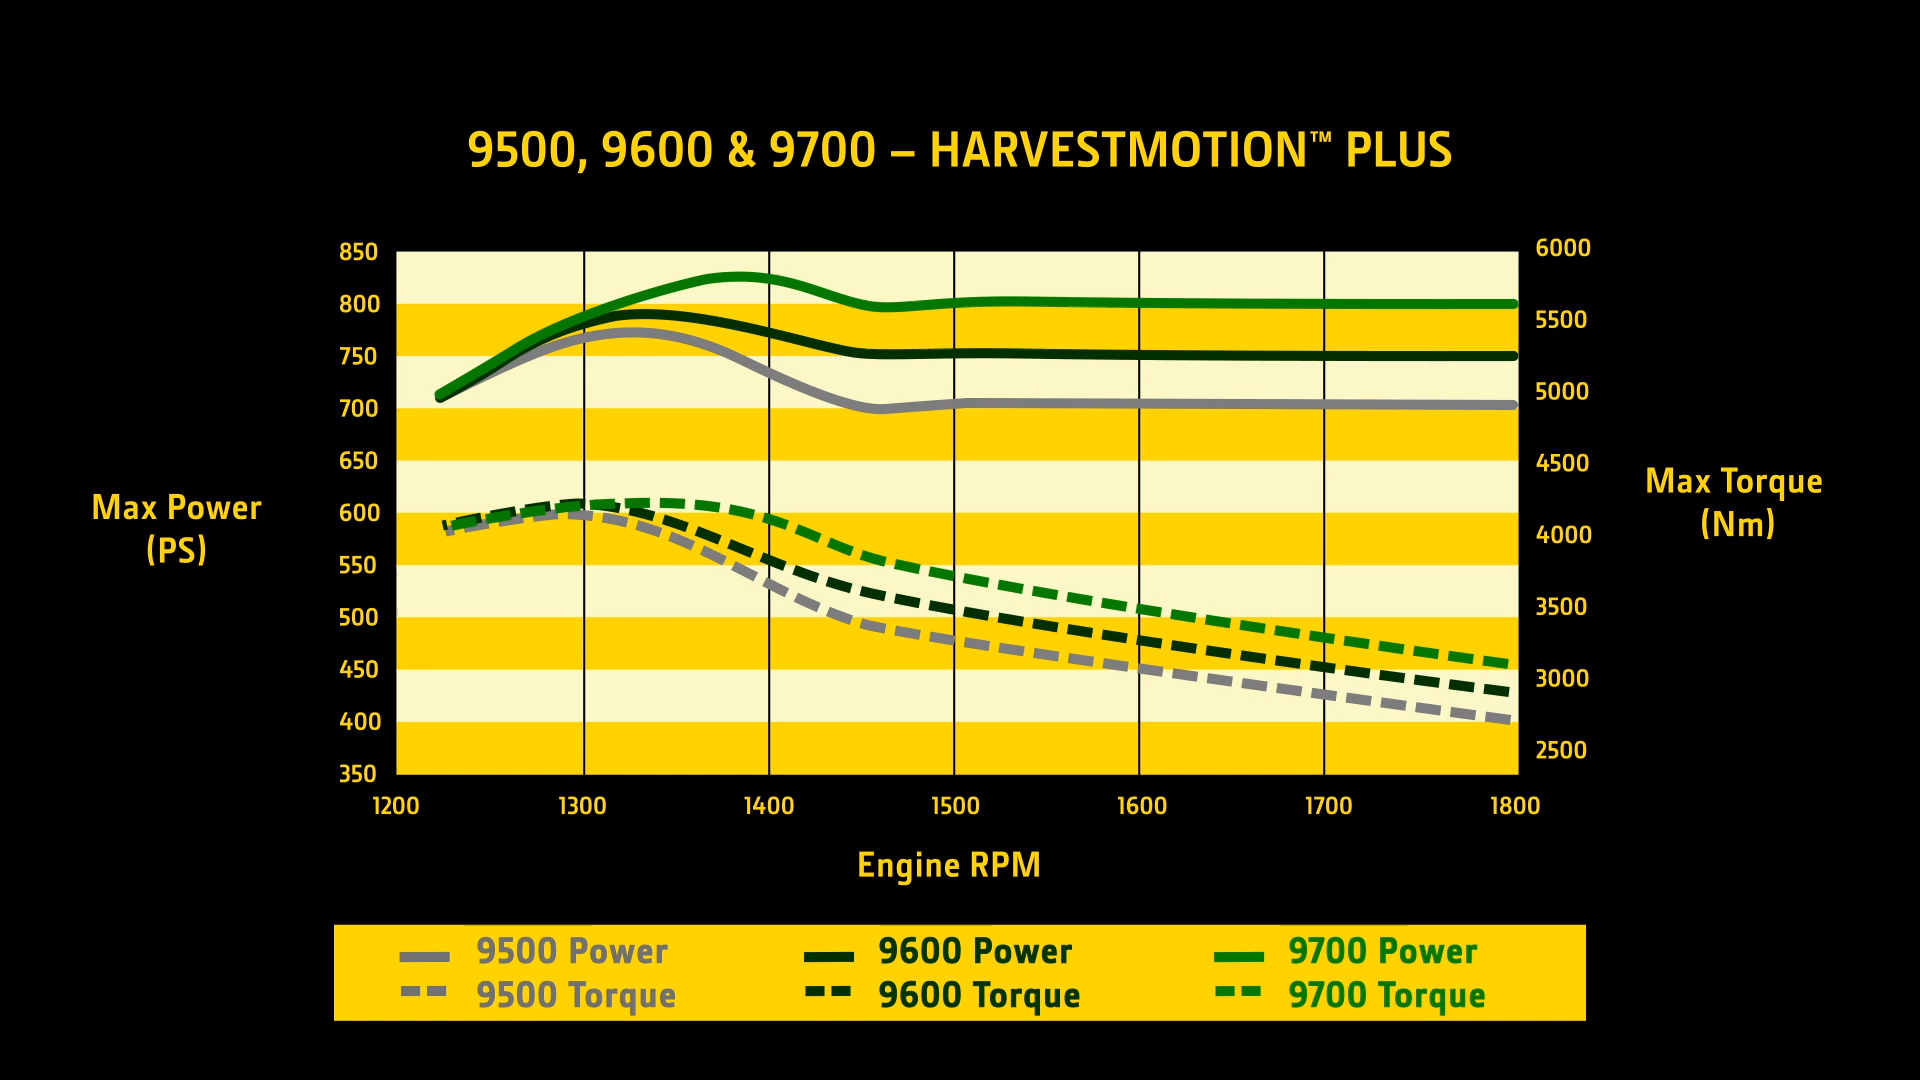 9500, 9600 & 9700 – HARVESTMOTION™ PLUS
850
800
750
700
650
600
550
500
450
400
350
6000
5500
5000
4500
4000
3500
3000
2500
Max Power
(PS)
Max Torque
(Nm)
1200 1300 1400 1500 1600 1700 1800
Engine RPM
9500 Power 9600 Power 9700 Power
9500 Torque 9600 Torque 9700 Torque